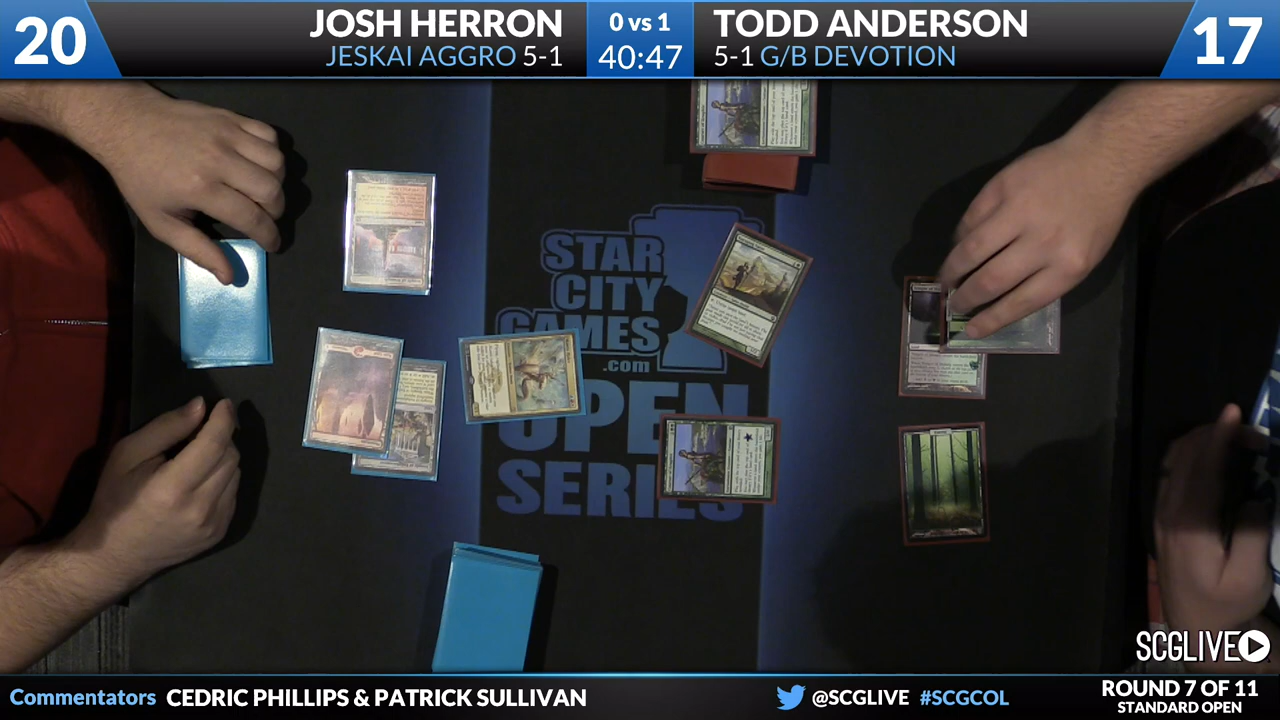 20
JOSH HERRON
JESKAI AGGRO 5-1
0 vs 1
40:47
TODD ANDERSON
5-1 G/B DEVOTION
17
STAR
CITY
GAMES
.com
OPEN
SERIES
SCGLIVE
Commentators CEDRIC PHILLIPS & PATRICK SULLIVAN
@SCGLIVE #SCGCOL
ROUND 7 OF 11
STANDARD OPEN